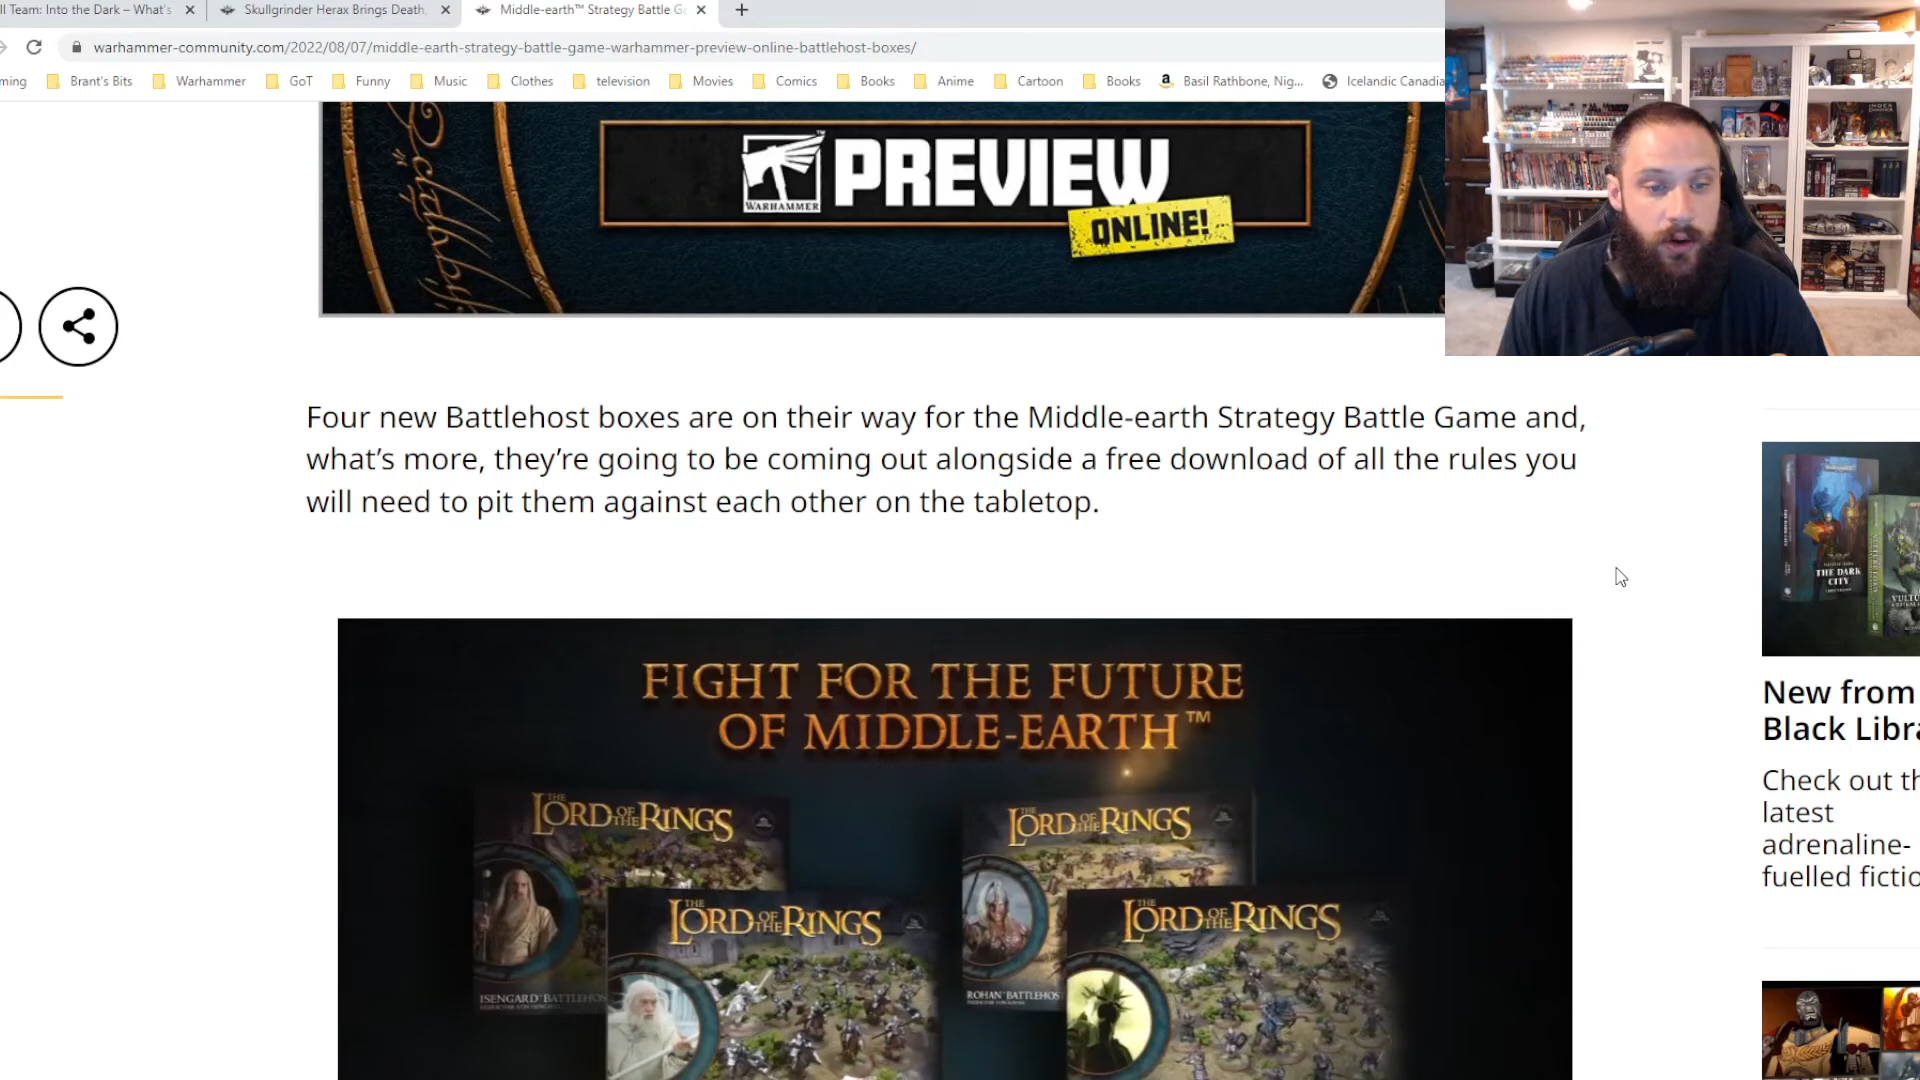 ll Team: Into the Dark – What's
Skullgrinder Herax Brings Death,
Middle-earth™ Strategy Battle Ga
warhammer-community.com/2022/08/07/middle-earth-strategy-battle-game-warhammer-preview-online-battlehost-boxes/
ming
Brant's Bits
Warhammer
GoT
Funny
Music
Clothes
television
Movies
Comics
Books
Anime
Cartoon
Books
Basil Rathbone, Nig...
Icelandic Canadia
WARHAMMER
PREVIEW
ONLINE!
Four new Battlehost boxes are on their way for the Middle-earth Strategy Battle Game and,
what's more, they're going to be coming out alongside a free download of all the rules you
will need to pit them against each other on the tabletop.
FIGHT FOR THE FUTURE
OF MIDDLE-EARTH™
THE LORD OF THE RINGS
THE LORD OF THE RINGS
THE LORD OF THE RINGS
THE LORD OF THE RINGS
ISENGARD™ BATTLEHOS
ROHAN™ BATTLEHOS
THE DARK
CITY
VULTU
New from
Black Libra
Check out th
latest
adrenaline-
fuelled fictio